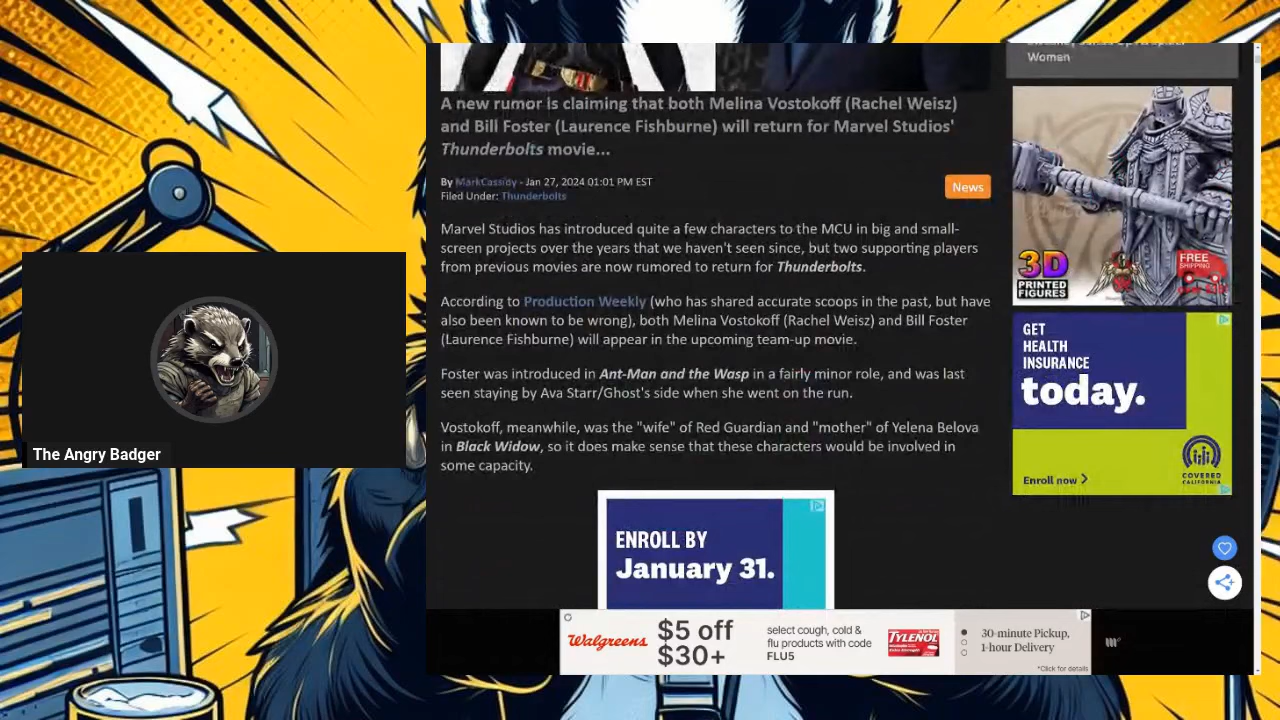 Women
A new rumor is claiming that both Melina Vostokoff (Rachel Weisz)
and Bill Foster (Laurence Fishburne) will return for Marvel Studios'
Thunderbolts movie...
By MarkCassidy - Jan 27, 2024 01:01 PM EST
Filed Under: Thunderbolts
News
Marvel Studios has introduced quite a few characters to the MCU in big and small-
screen projects over the years that we haven't seen since, but two supporting players
from previous movies are now rumored to return for Thunderbolts.
According to Production Weekly (who has shared accurate scoops in the past, but have
also been known to be wrong), both Melina Vostokoff (Rachel Weisz) and Bill Foster
(Laurence Fishburne) will appear in the upcoming team-up movie.
Foster was introduced in Ant-Man and the Wasp in a fairly minor role, and was last
seen staying by Ava Starr/Ghost's side when she went on the run.
Vostokoff, meanwhile, was the "wife" of Red Guardian and "mother" of Yelena Belova
in Black Widow, so it does make sense that these characters would be involved in
some capacity.
3D
PRINTED
FIGURES
FREE
SHIPPING
GET
HEALTH
INSURANCE
today.
Enroll now
COVERED
CALIFORNIA
The Angry Badger
ENROLL BY
January 31.
Walgreens
$5 off
$30+
select cough, cold &
flu products with code
FLU5
TYLENOL
30-minute Pickup,
1-hour Delivery
*Click for details